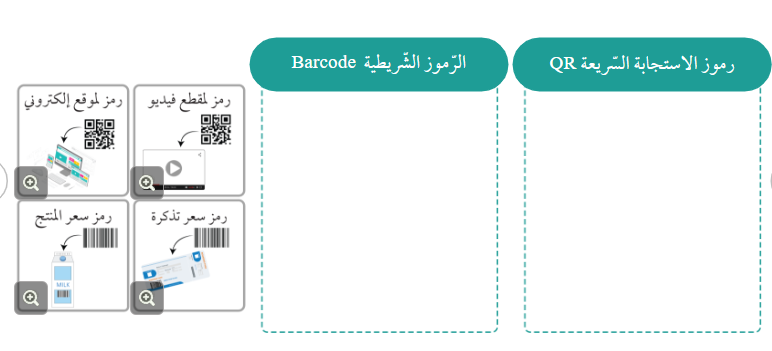 رموز الاستجابة السّريعة QR
الرّموز الشّريطية Barcode
رمز لمقطع فيديو
رمز لموقع إلكتروني
رمز سعر تذكرة
رمز سعر المنتج
MILK